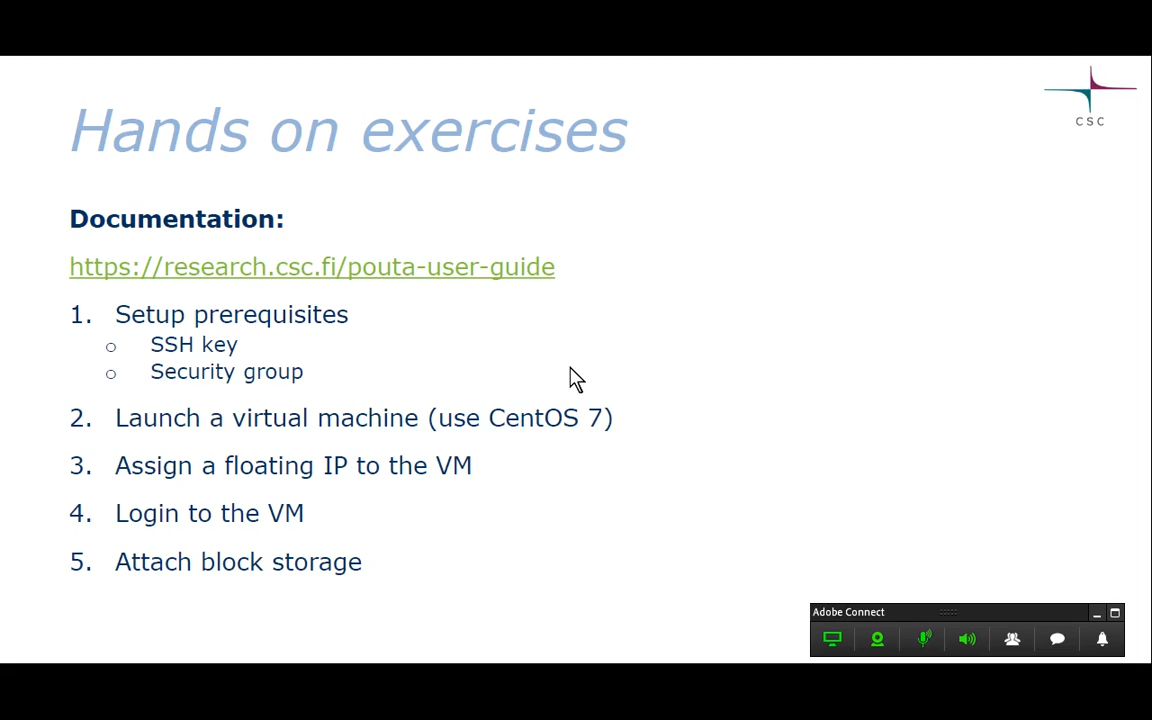 CSC
Hands on exercises
Documentation:
https://research.csc.fi/pouta-user-guide
1. Setup prerequisites
○ SSH key
○ Security group
2. Launch a virtual machine (use CentOS 7)
3. Assign a floating IP to the VM
4. Login to the VM
5. Attach block storage
Adobe Connect